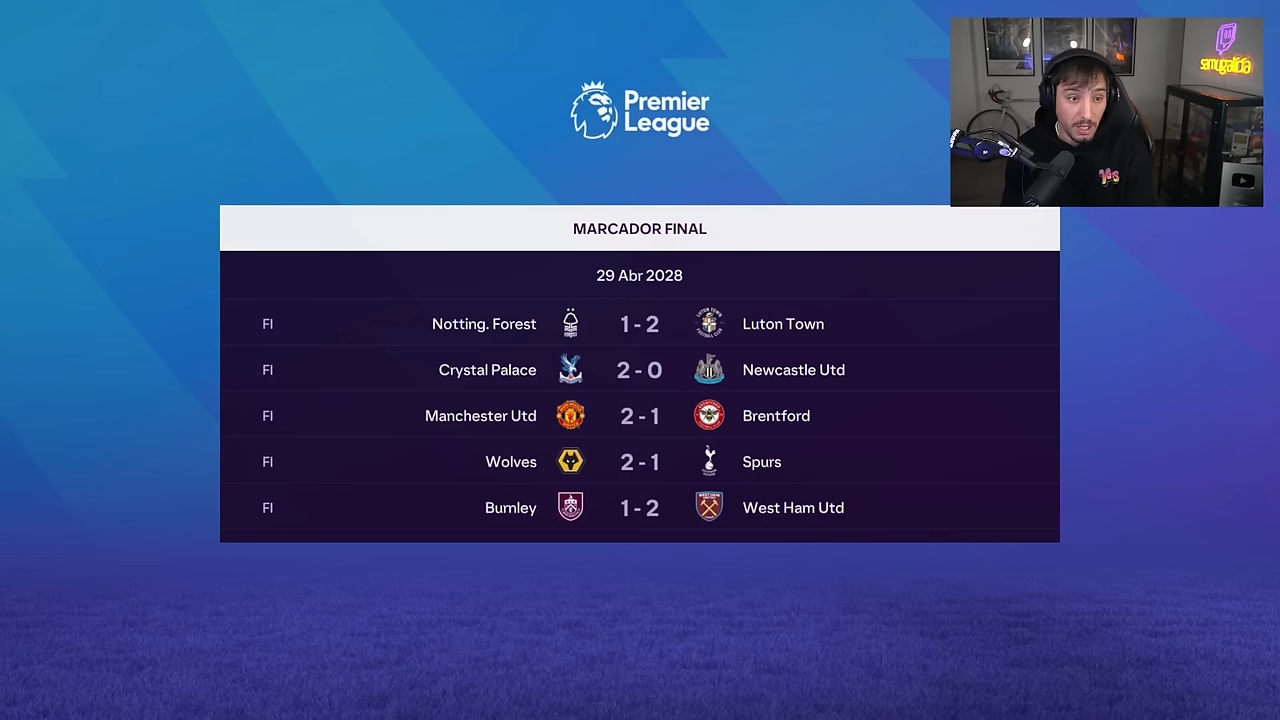 Premier
League
samugalida
MARCADOR FINAL
29 Abr 2028
FI Notting. Forest 1 - 2 Luton Town
FI Crystal Palace 2 - 0 Newcastle Utd
FI Manchester Utd 2 - 1 Brentford
FI Wolves 2 - 1 Spurs
FI Burnley 1 - 2 West Ham Utd